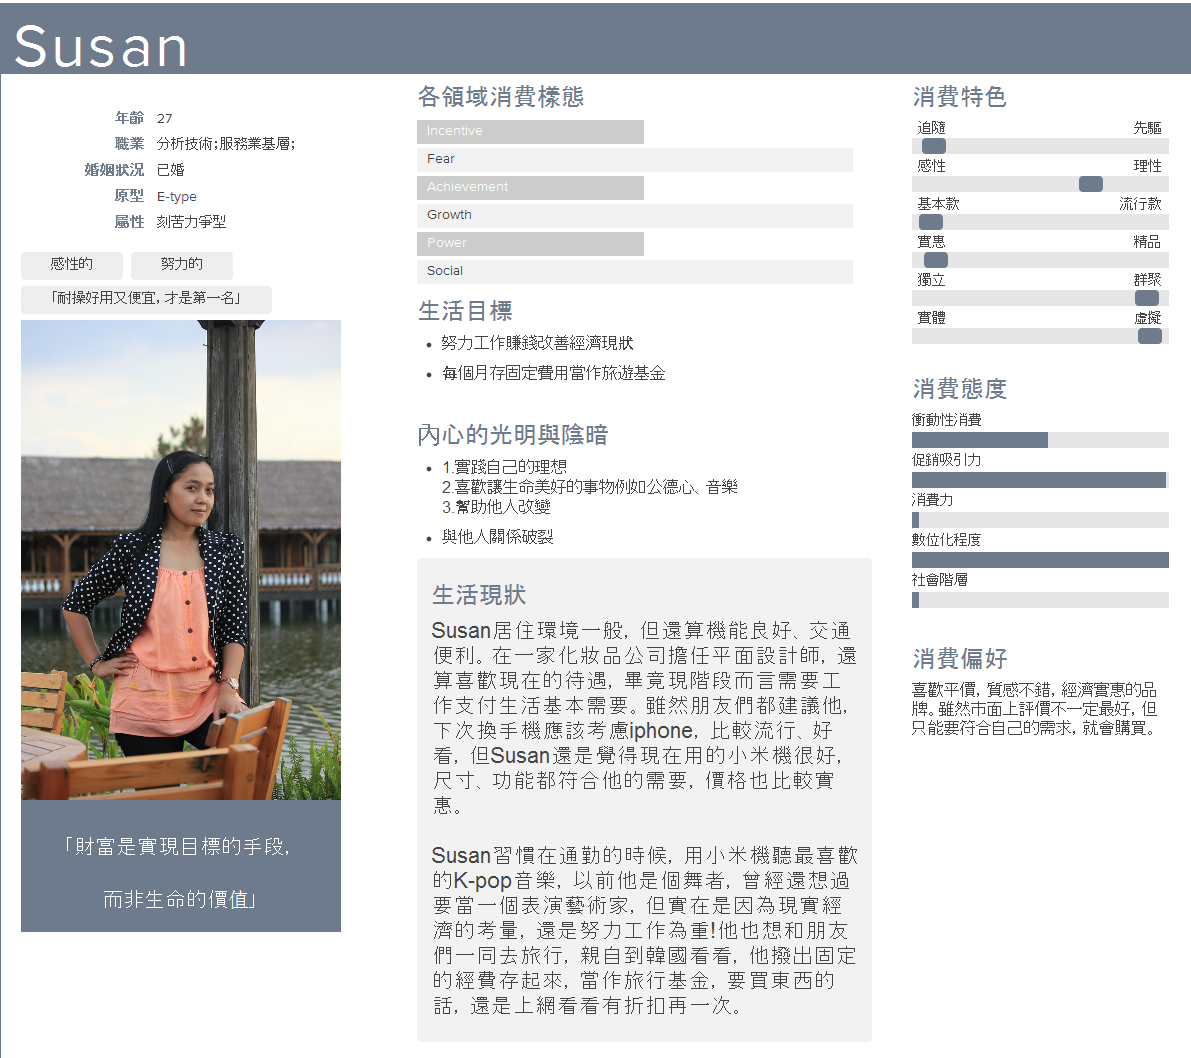 Susan
年齡 27
職業 分析技術;服務業基層;
婚姻狀況 已婚
原型 E-type
屬性 刻苦力爭型
感性的 努力的
「耐操好用又便宜，才是第一名」
「財富是實現目標的手段，
而非生命的價值」
各領域消費樣態
Incentive
Fear
Achievement
Growth
Power
Social
生活目標
• 努力工作賺錢改善經濟現狀
• 每個月存固定費用當作旅遊基金
內心的光明與陰暗
• 1.實踐自己的理想
2.喜歡讓生命美好的事物例如公德心、音樂
3.幫助他人改變
• 與他人關係破裂
生活現狀
Susan居住環境一般，但還算機能良好、交通
便利。在一家化妝品公司擔任平面設計師，還
算喜歡現在的待遇，畢竟現階段而言需要工
作支付生活基本需要。雖然朋友們都建議他，
下次換手機應該考慮iphone，比較流行、好
看，但Susan還是覺得現在用的小米機很好，
尺寸、功能都符合他的需要，價格也比較實
惠。
Susan習慣在通勤的時候，用小米機聽最喜歡
的K-pop音樂，以前他是個舞者，曾經還想過
要當一個表演藝術家，但實在是因為現實經
濟的考量，還是努力工作為重!他也想和朋友
們一同去旅行，親自到韓國看看，他撥出固定
的經費存起來，當作旅行基金，要買東西的
話，還是上網看看有折扣再一次。
消費特色
追隨 先驅
感性 理性
基本款 流行款
實惠 精品
獨立 群聚
實體 虛擬
消費態度
衝動性消費
促銷吸引力
消費力
數位化程度
社會階層
消費偏好
喜歡平價，質感不錯，經濟實惠的品
牌。雖然市面上評價不一定最好，但
只能要符合自己的需求，就會購買。